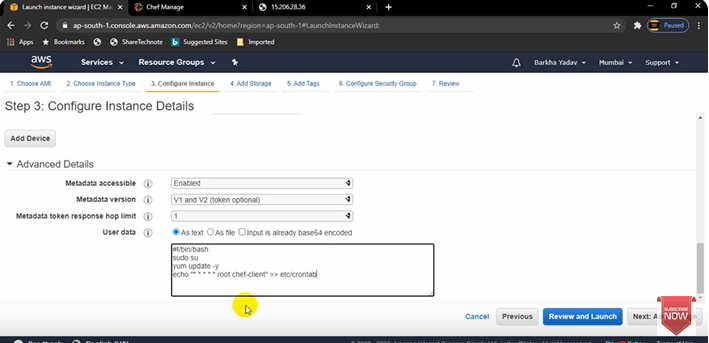 Launch instance wizard | EC2 Ma
Chef Manage
15.206.28.36
ap-south-1.console.aws.amazon.com/ec2/v2/home?region=ap-south-1#LaunchInstanceWizard:
Paused
Apps
Bookmarks
ShareTechnote
Suggested Sites
Imported
aws
Services
Resource Groups
Barkha Yadav
Mumbai
Support
1. Choose AMI
2. Choose Instance Type
3. Configure Instance
4. Add Storage
5. Add Tags
6. Configure Security Group
7. Review
Step 3: Configure Instance Details
Add Device
Advanced Details
Metadata accessible
Enabled
Metadata version
V1 and V2 (token optional)
Metadata token response hop limit
1
User data
As text
As file
Input is already base64 encoded
#!/bin/bash
sudo su
yum update -y
echo "* * * * * root chef-client" >> etc/crontab
Cancel
Previous
Review and Launch
Next: Ad
SUBSCRIBE
NOW